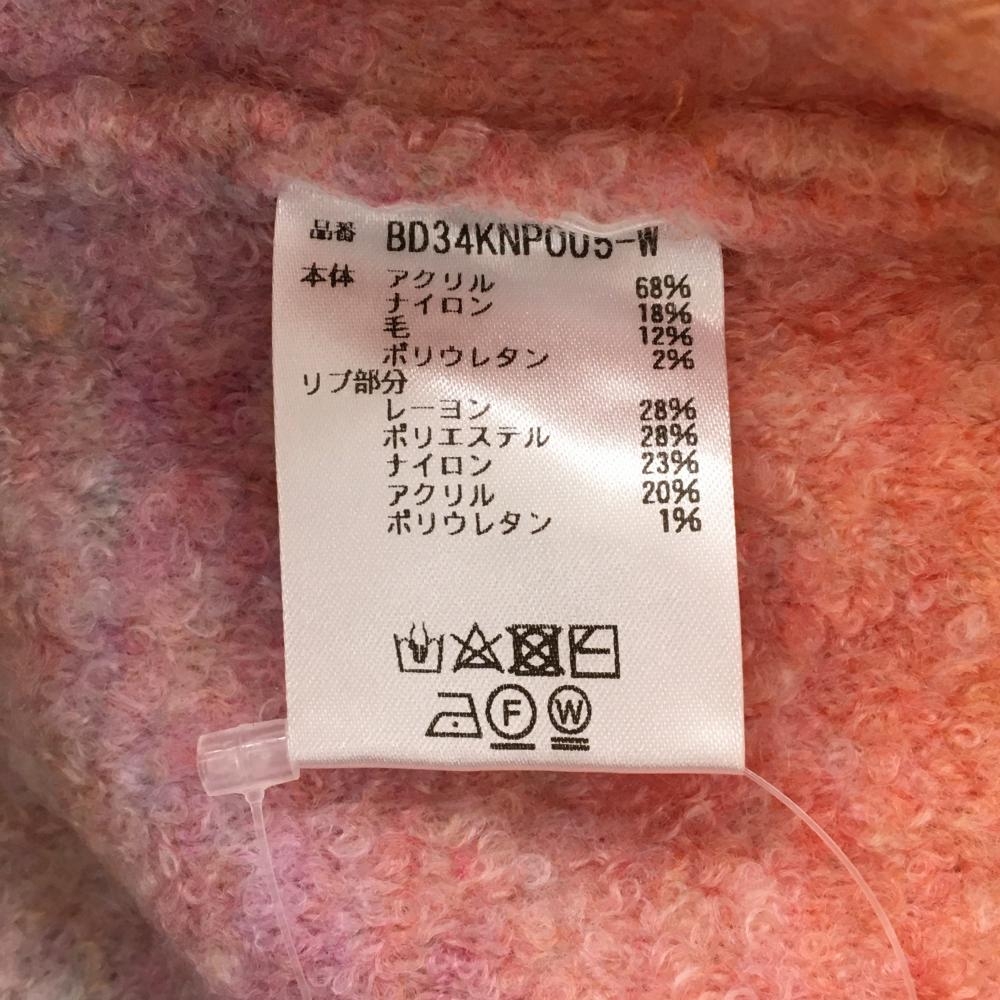 品番 BD34KNP005-W
本体 アクリル 68%
ナイロン 18%
毛 12%
ポリウレタン 2%
リブ部分
レーヨン 28%
ポリエステル 28%
ナイロン 23%
アクリル 20%
ポリウレタン 1%
F W